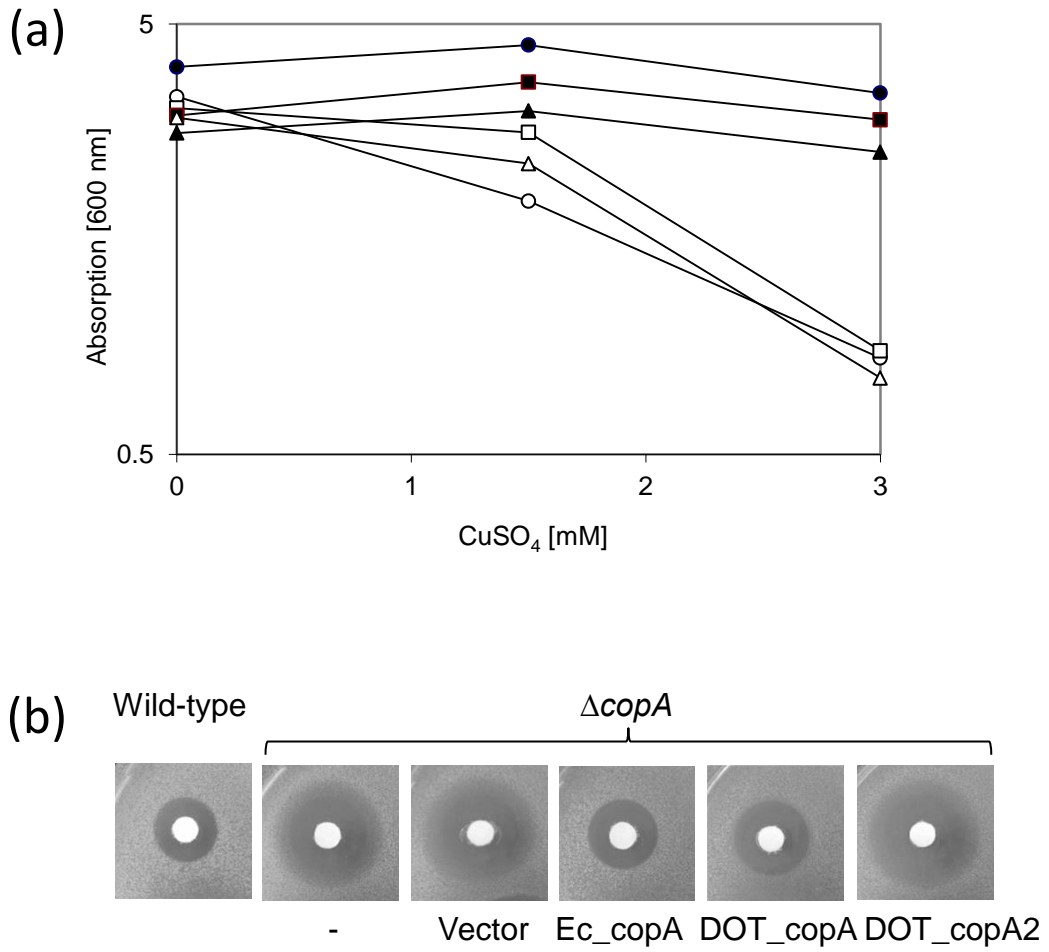 (a)
5
Absorption [600 nm]
0.5
0 1 2 3
CuSO₄ [mM]
(b)
Wild-type ΔcopA
- Vector Ec_copA DOT_copA DOT_copA2